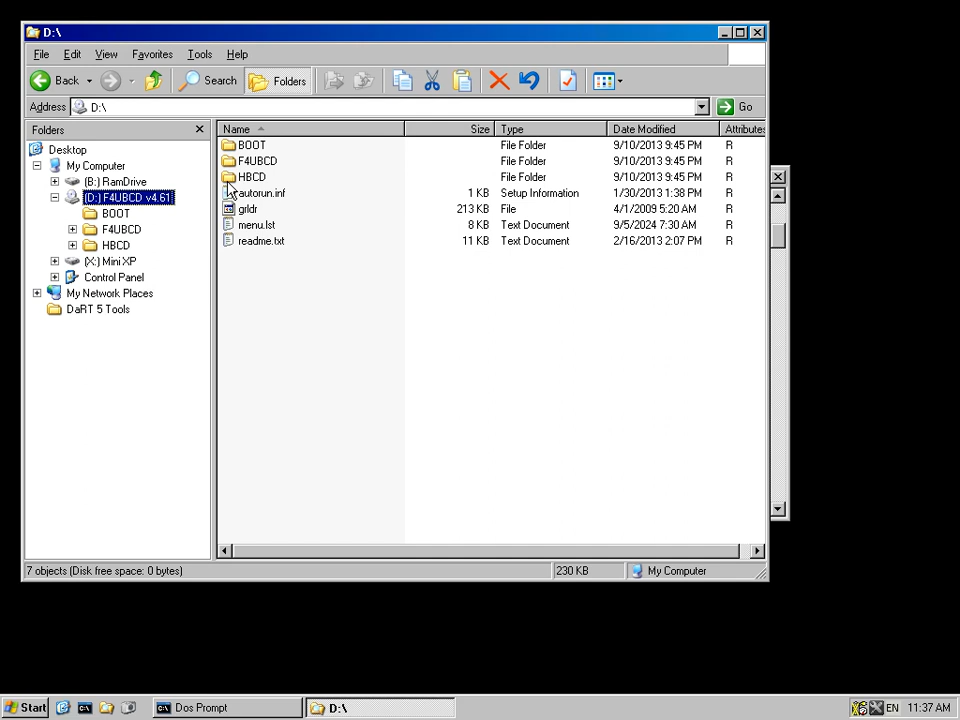 D:\
File Edit View Favorites Tools Help
Back Search Folders
Address D:\ Go
Folders
Desktop
My Computer
(B:) RamDrive
(D:) F4UBCD v4.61
BOOT
F4UBCD
HBCD
(X:) Mini XP
Control Panel
My Network Places
DaRT 5 Tools
Name Size Type Date Modified Attributes
BOOT File Folder 9/10/2013 9:45 PM R
F4UBCD File Folder 9/10/2013 9:45 PM R
HBCD File Folder 9/10/2013 9:45 PM R
autorun.inf 1 KB Setup Information 1/30/2013 1:38 PM R
grldr 213 KB File 4/1/2009 5:20 AM R
menu.lst 8 KB Text Document 9/5/2024 7:30 AM R
readme.txt 11 KB Text Document 2/16/2013 2:07 PM R
7 objects (Disk free space: 0 bytes) 230 KB My Computer
Start Dos Prompt D:\ EN 11:37 AM